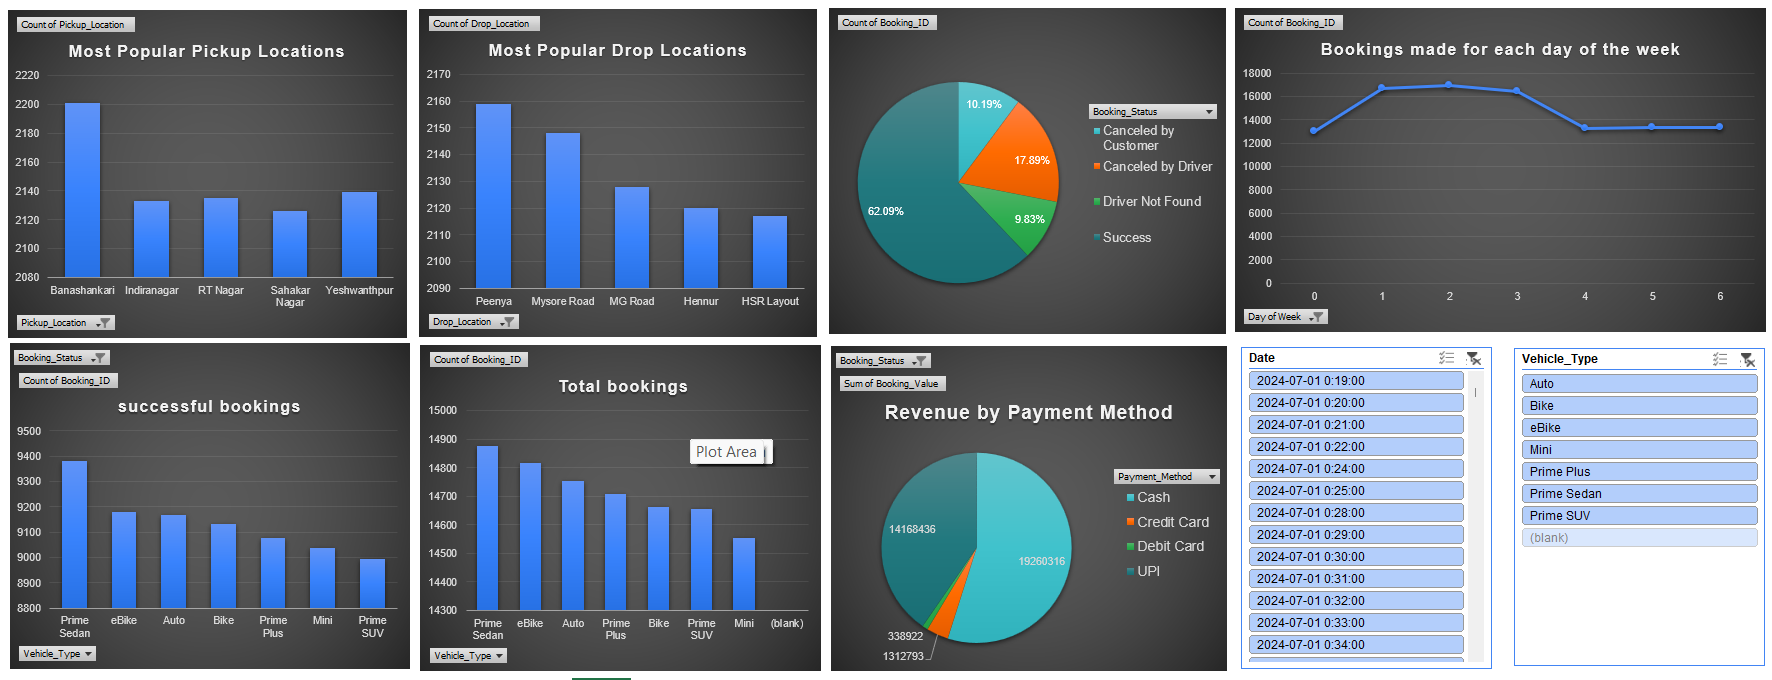 Count of Pickup_Location
Most Popular Pickup Locations
2220
2200
2180
2160
2140
2120
2100
2080
Banashankari Indiranagar RT Nagar Sahakar Nagar Yeshwanthpur
Pickup_Location
Count of Drop_Location
Most Popular Drop Locations
2170
2160
2150
2140
2130
2120
2110
2100
2090
Peenya Mysore Road MG Road Hennur HSR Layout
Drop_Location
Count of Booking_ID
10.19%
17.89%
9.83%
62.09%
Booking_Status
Canceled by
Customer
Canceled by Driver
Driver Not Found
Success
Count of Booking_ID
Bookings made for each day of the week
18000
16000
14000
12000
10000
8000
6000
4000
2000
0
0 1 2 3 4 5 6
Day of Week
Booking_Status
Count of Booking_ID
successful bookings
9500
9400
9300
9200
9100
9000
8900
8800
Prime Sedan eBike Auto Bike Prime Plus Mini Prime SUV
Vehicle_Type
Count of Booking_ID
Total bookings
Plot Area
15000
14900
14800
14700
14600
14500
14400
14300
Prime Sedan eBike Auto Prime Plus Bike Prime SUV Mini (blank)
Vehicle_Type
Booking_Status
Sum of Booking_Value
Revenue by Payment Method
14168436
19260316
338922
1312793
Payment_Method
Cash
Credit Card
Debit Card
UPI
Date
2024-07-01 0:19:00
2024-07-01 0:20:00
2024-07-01 0:21:00
2024-07-01 0:22:00
2024-07-01 0:24:00
2024-07-01 0:25:00
2024-07-01 0:28:00
2024-07-01 0:29:00
2024-07-01 0:30:00
2024-07-01 0:31:00
2024-07-01 0:32:00
2024-07-01 0:33:00
2024-07-01 0:34:00
Vehicle_Type
Auto
Bike
eBike
Mini
Prime Plus
Prime Sedan
Prime SUV
(blank)